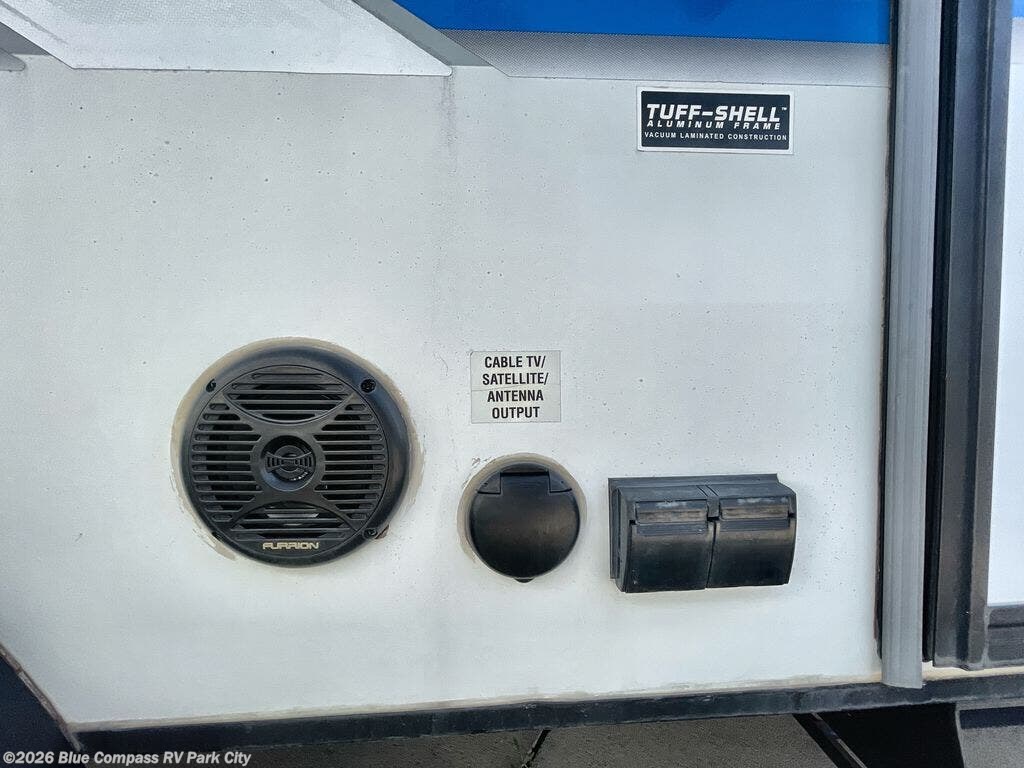 TUFF-SHELL™
ALUMINUM FRAME
VACUUM LAMINATED CONSTRUCTION
CABLE TV/
SATELLITE/
ANTENNA
OUTPUT
FURRION
©2026 Blue Compass RV Park City